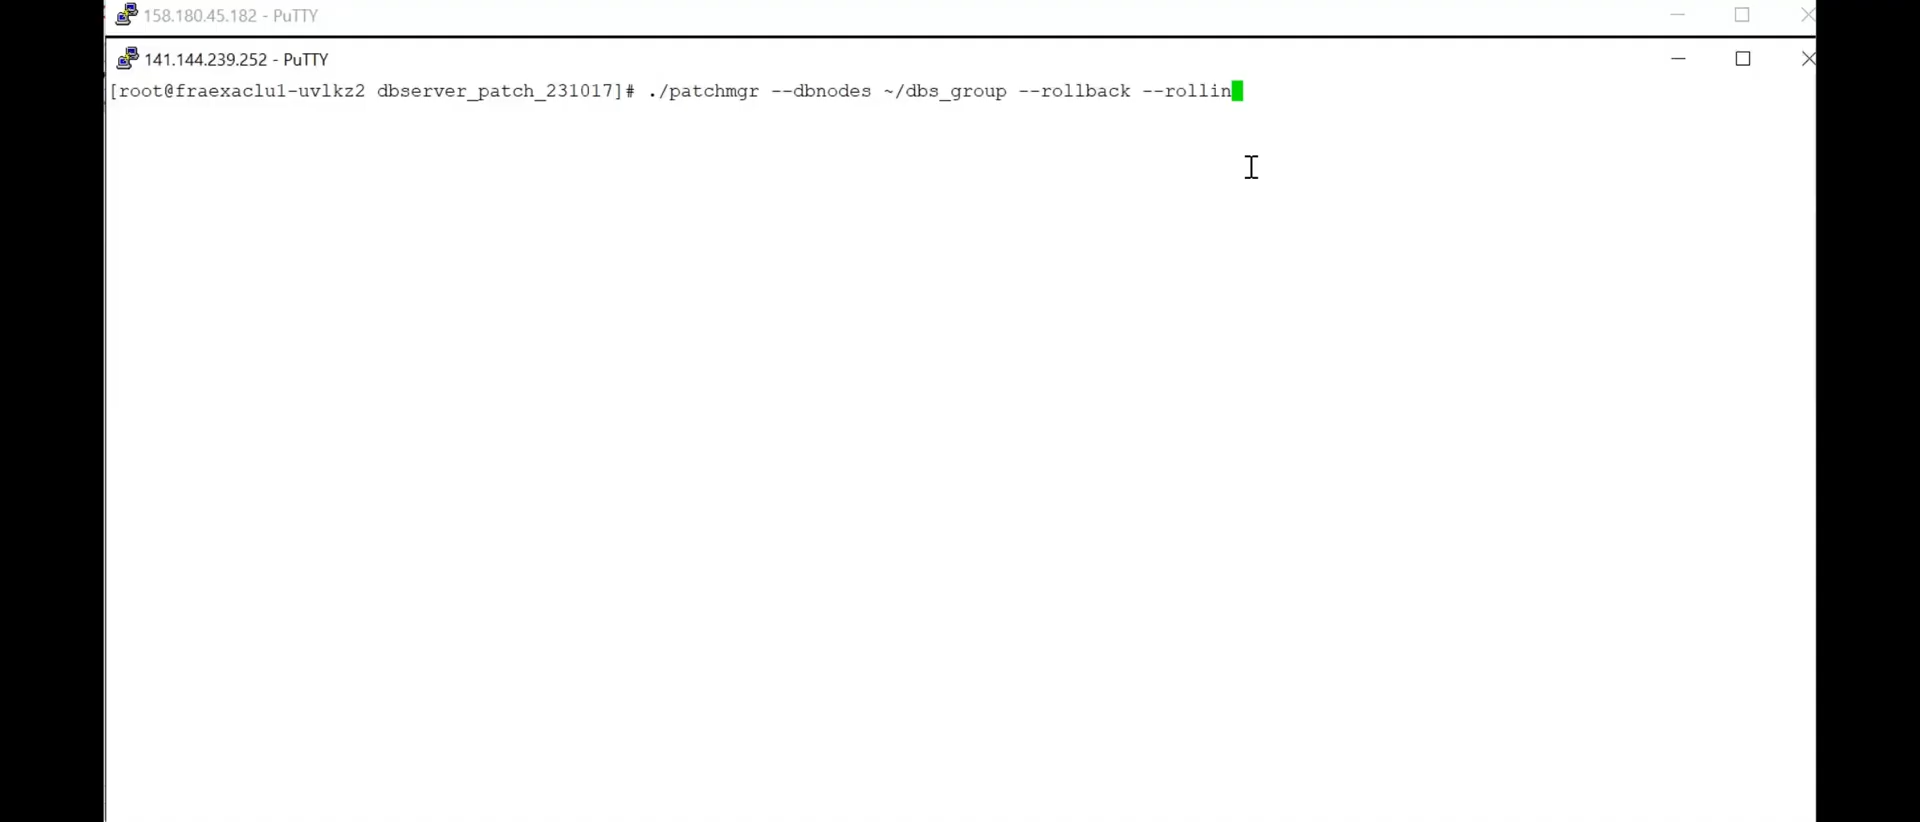 158.180.45.182 - PuTTY
141.144.239.252 - PuTTY
[root@fraexaclu1-uvlkz2 dbserver_patch_231017]# ./patchmgr --dbnodes ~/dbs_group --rollback --rollin